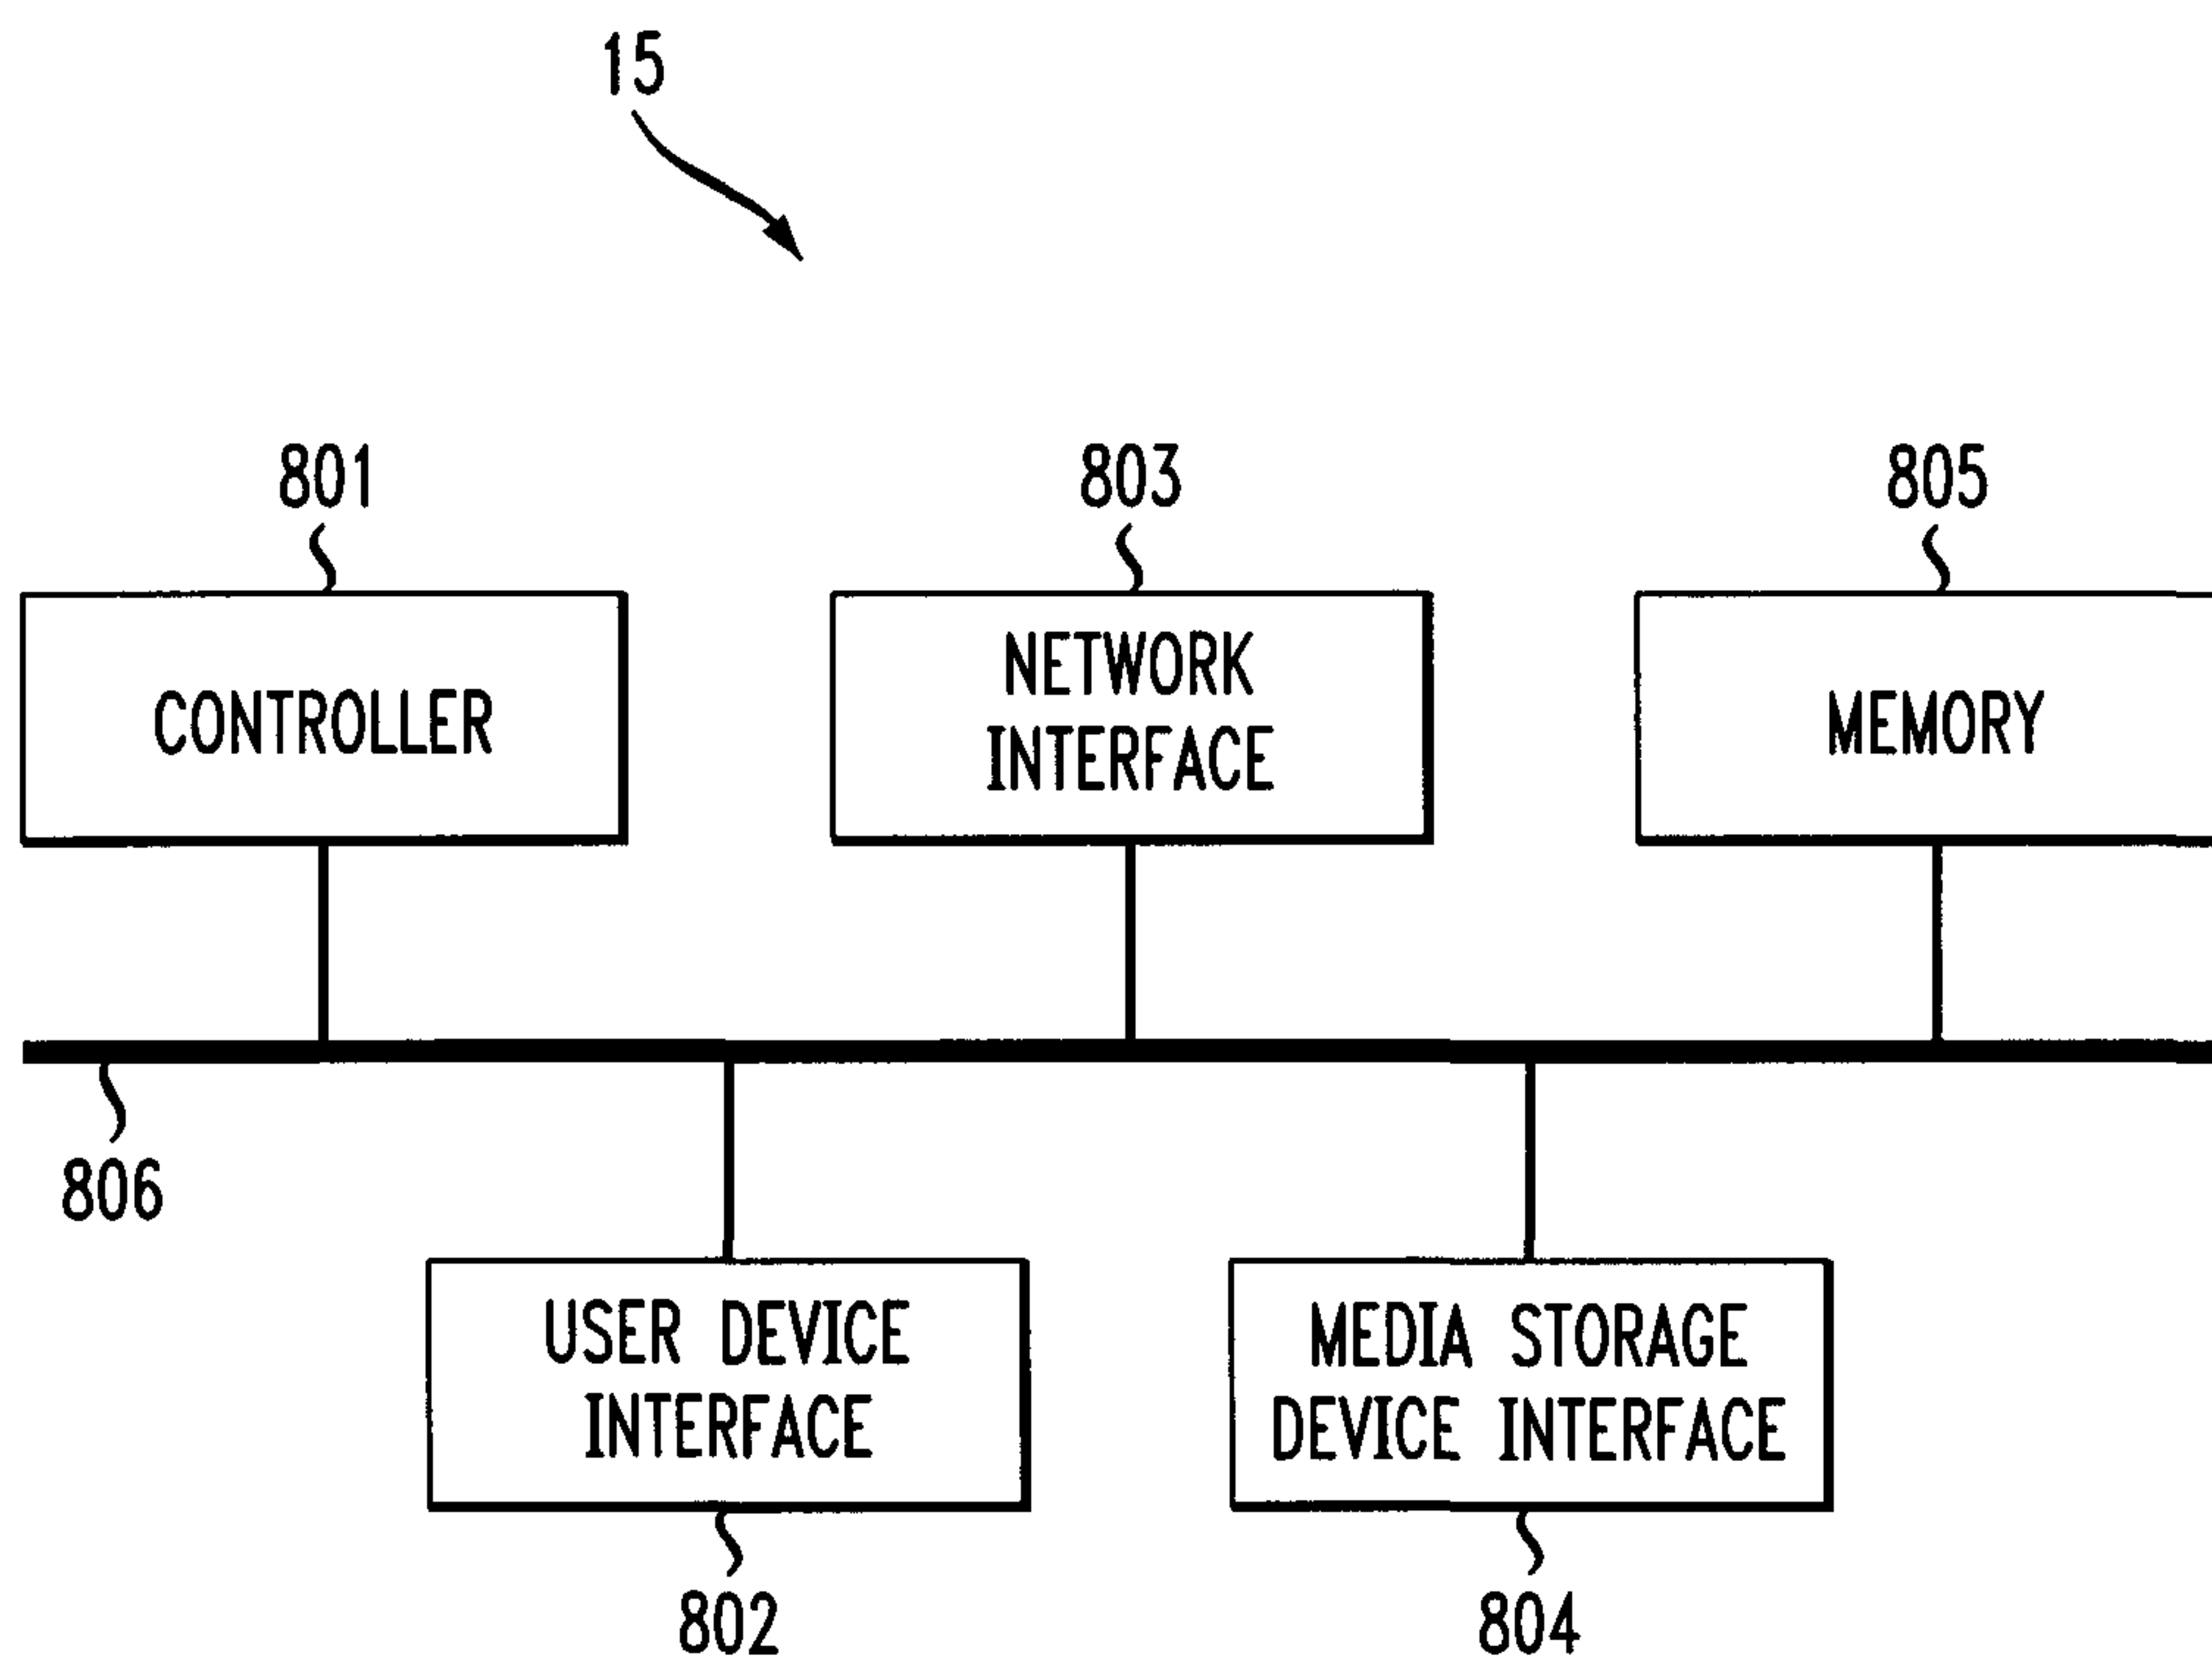 15
801
803
805
CONTROLLER
NETWORK
INTERFACE
MEMORY
806
USER DEVICE
INTERFACE
MEDIA STORAGE
DEVICE INTERFACE
802
804